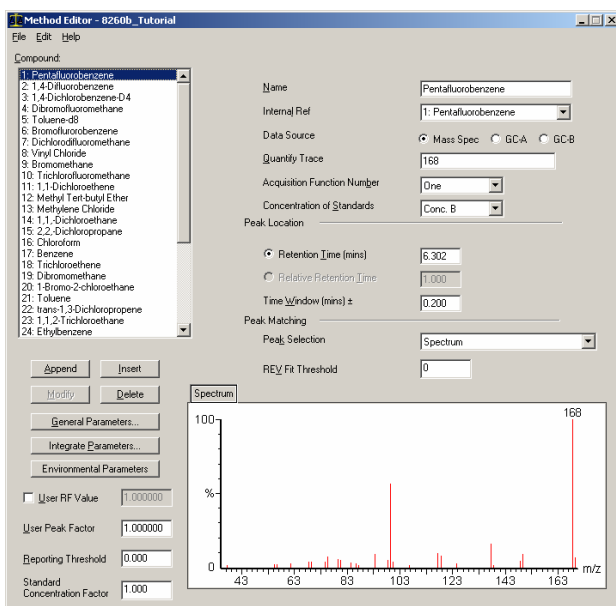 Method Editor - 8260b_Tutorial
File Edit Help
Compound:
1: Pentafluorobenzene
2: 1,4-Difluorobenzene
3: 1,4-Dichlorobenzene-D4
4: Dibromofluoromethane
5: Toluene-d8
6: Bromoflurorobenzene
7: Dichlorodifluoromethane
8: Vinyl Chloride
9: Bromomethane
10: Trichlorofluoromethane
11: 1,1-Dichloroethene
12: Methyl Tert-butyl Ether
13: Methylene Chloride
14: 1,1,-Dichloroethane
15: 2,2,-Dichloropropane
16: Chloroform
17: Benzene
18: Trichloroethene
19: Dibromomethane
20: 1-Bromo-2-chloroethane
21: Toluene
22: trans-1,3-Dichloropropene
23: 1,1,2-Trichloroethane
24: Ethylbenzene
Name Pentafluorobenzene
Internal Ref 1: Pentafluorobenzene
Data Source Mass Spec GC-A GC-B
Quantify Trace 168
Acquisition Function Number One
Concentration of Standards Conc. B
Peak Location
Retention Time (mins) 6.302
Relative Retention Time 1.000
Time Window (mins) ± 0.200
Peak Matching
Peak Selection Spectrum
REV Fit Threshold 0
Append Insert
Modify Delete
General Parameters...
Integrate Parameters...
Environmental Parameters
User RF Value 1.000000
User Peak Factor 1.000000
Reporting Threshold 0.000
Standard
Concentration Factor 1.000
Spectrum
168
100
%
0
43 63 83 103 123 143 163 m/z